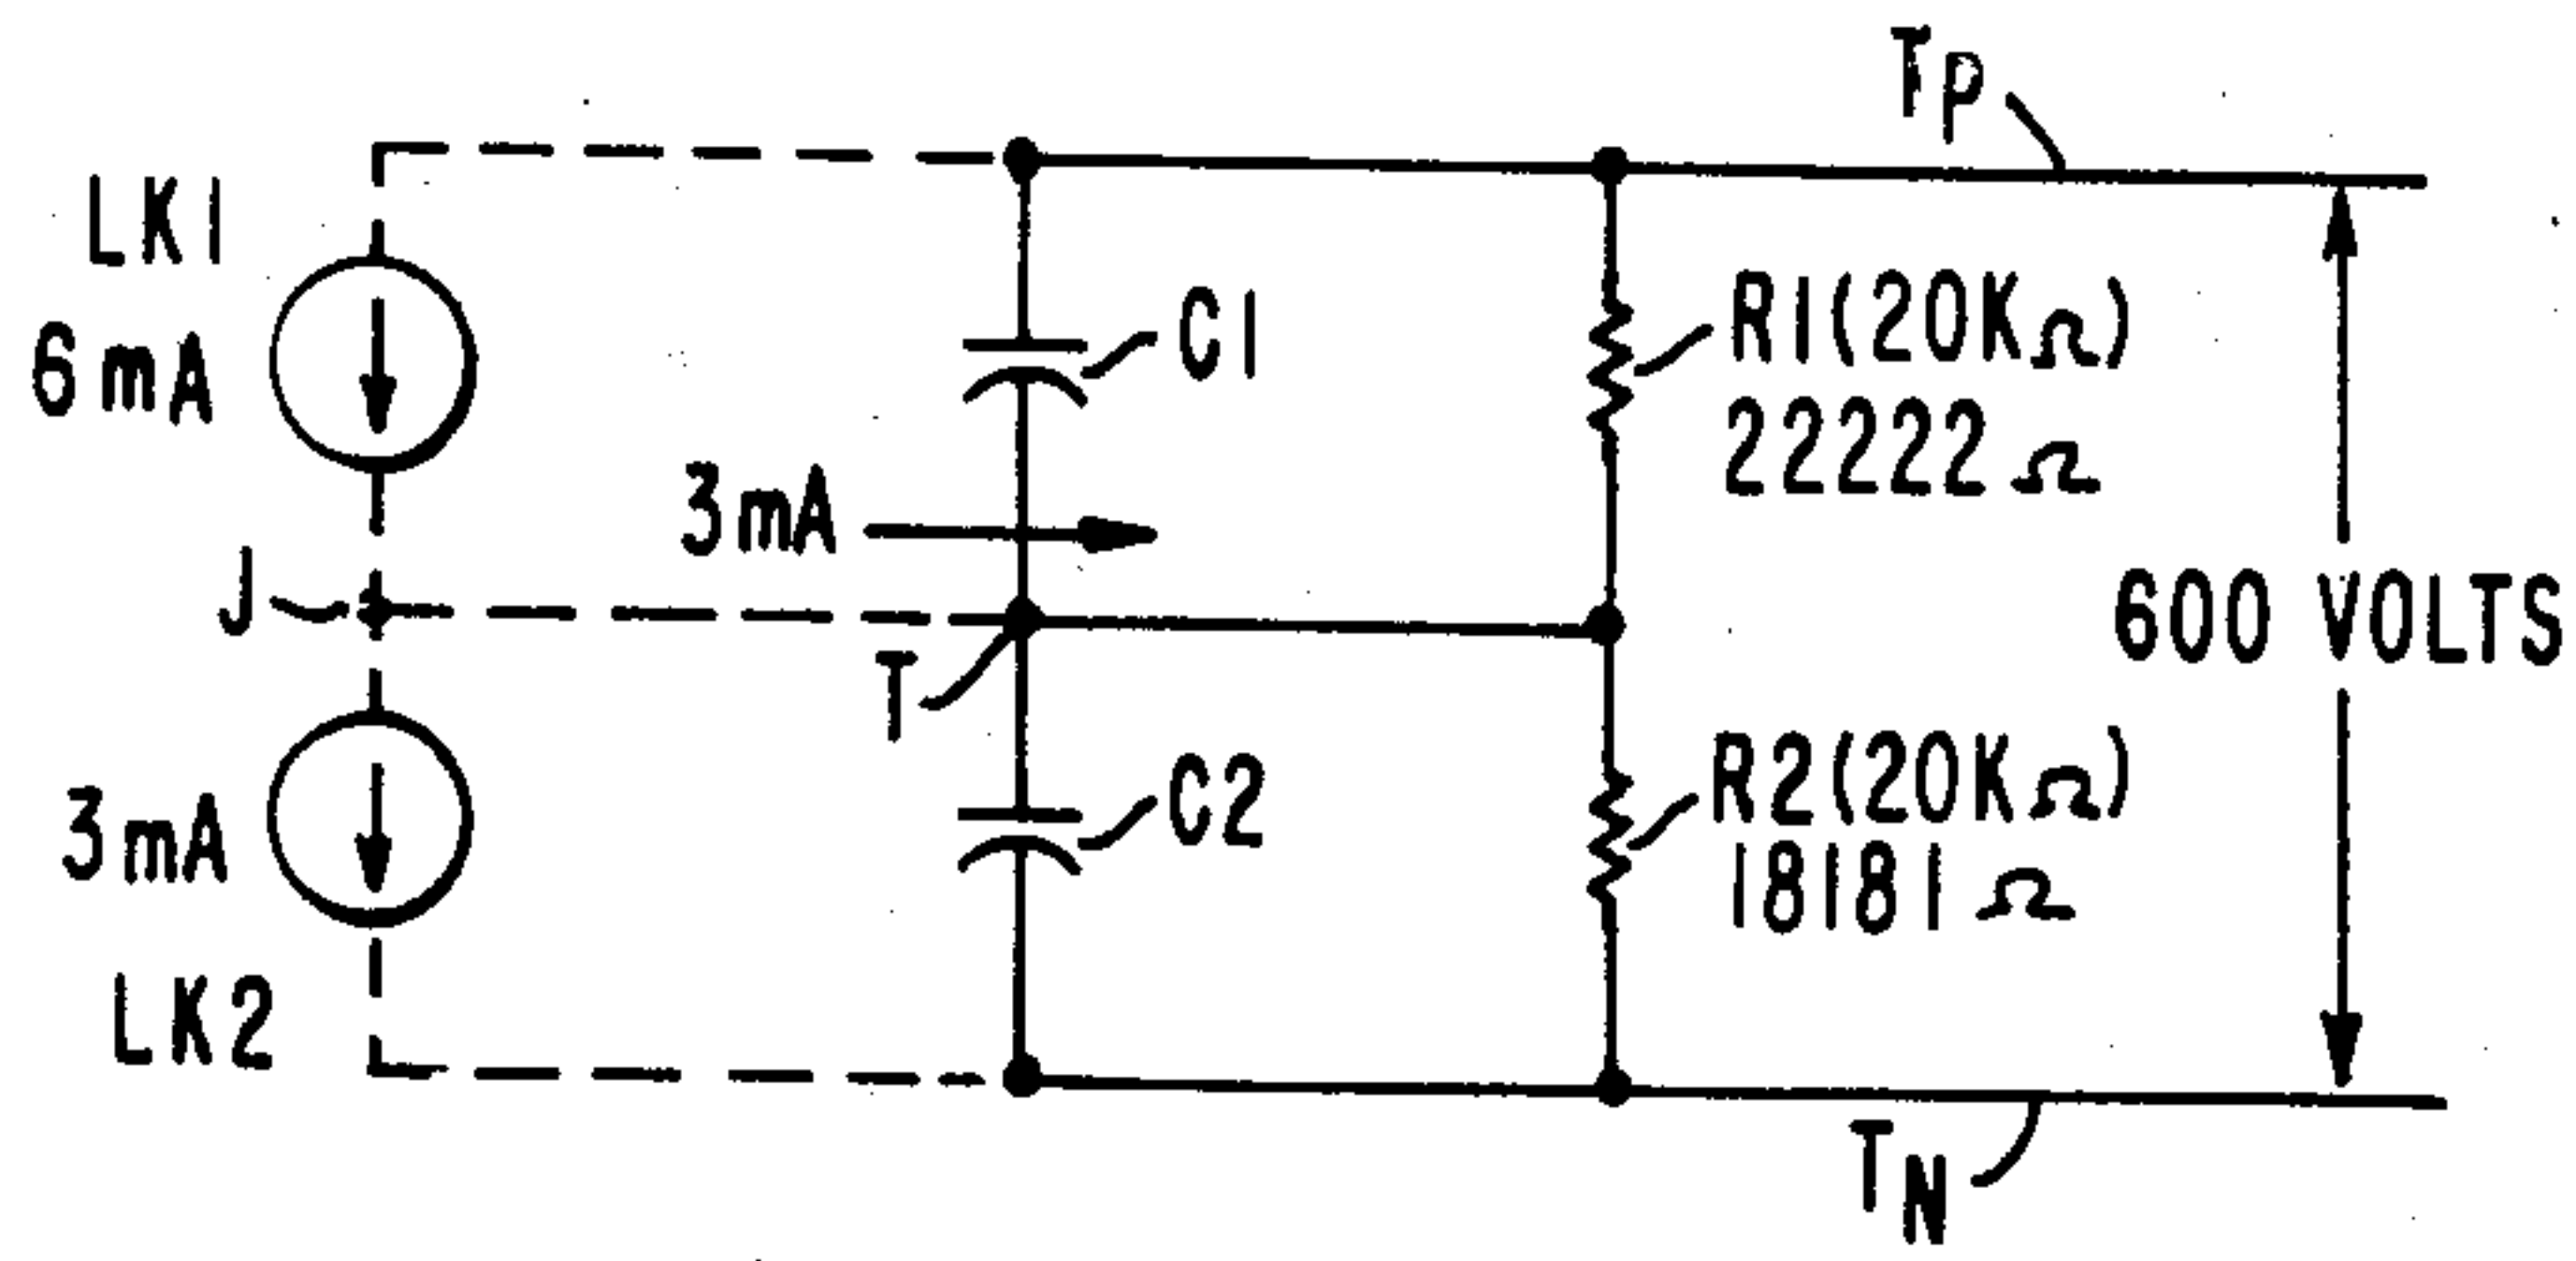 TP
LK1
6mA
C1
R1(20KΩ)
22222Ω
3mA
J
T
600 VOLTS
3mA
C2
R2(20KΩ)
18181Ω
LK2
TN